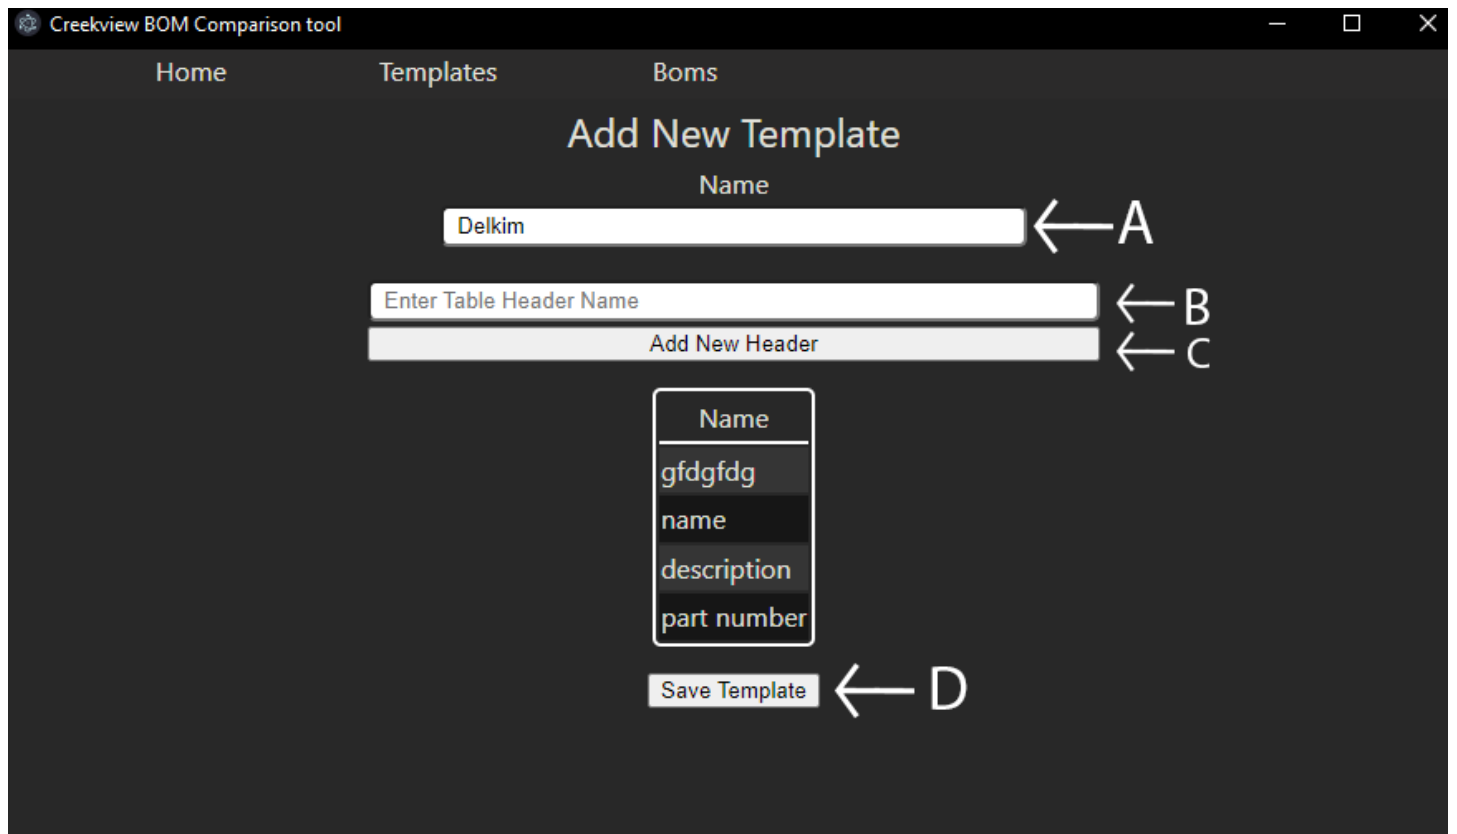 Creekview BOM Comparison tool
Home Templates Boms
Add New Template
Name
Delkim A
Enter Table Header Name B
Add New Header C
Name
gfdgfdg
name
description
part number
Save Template D